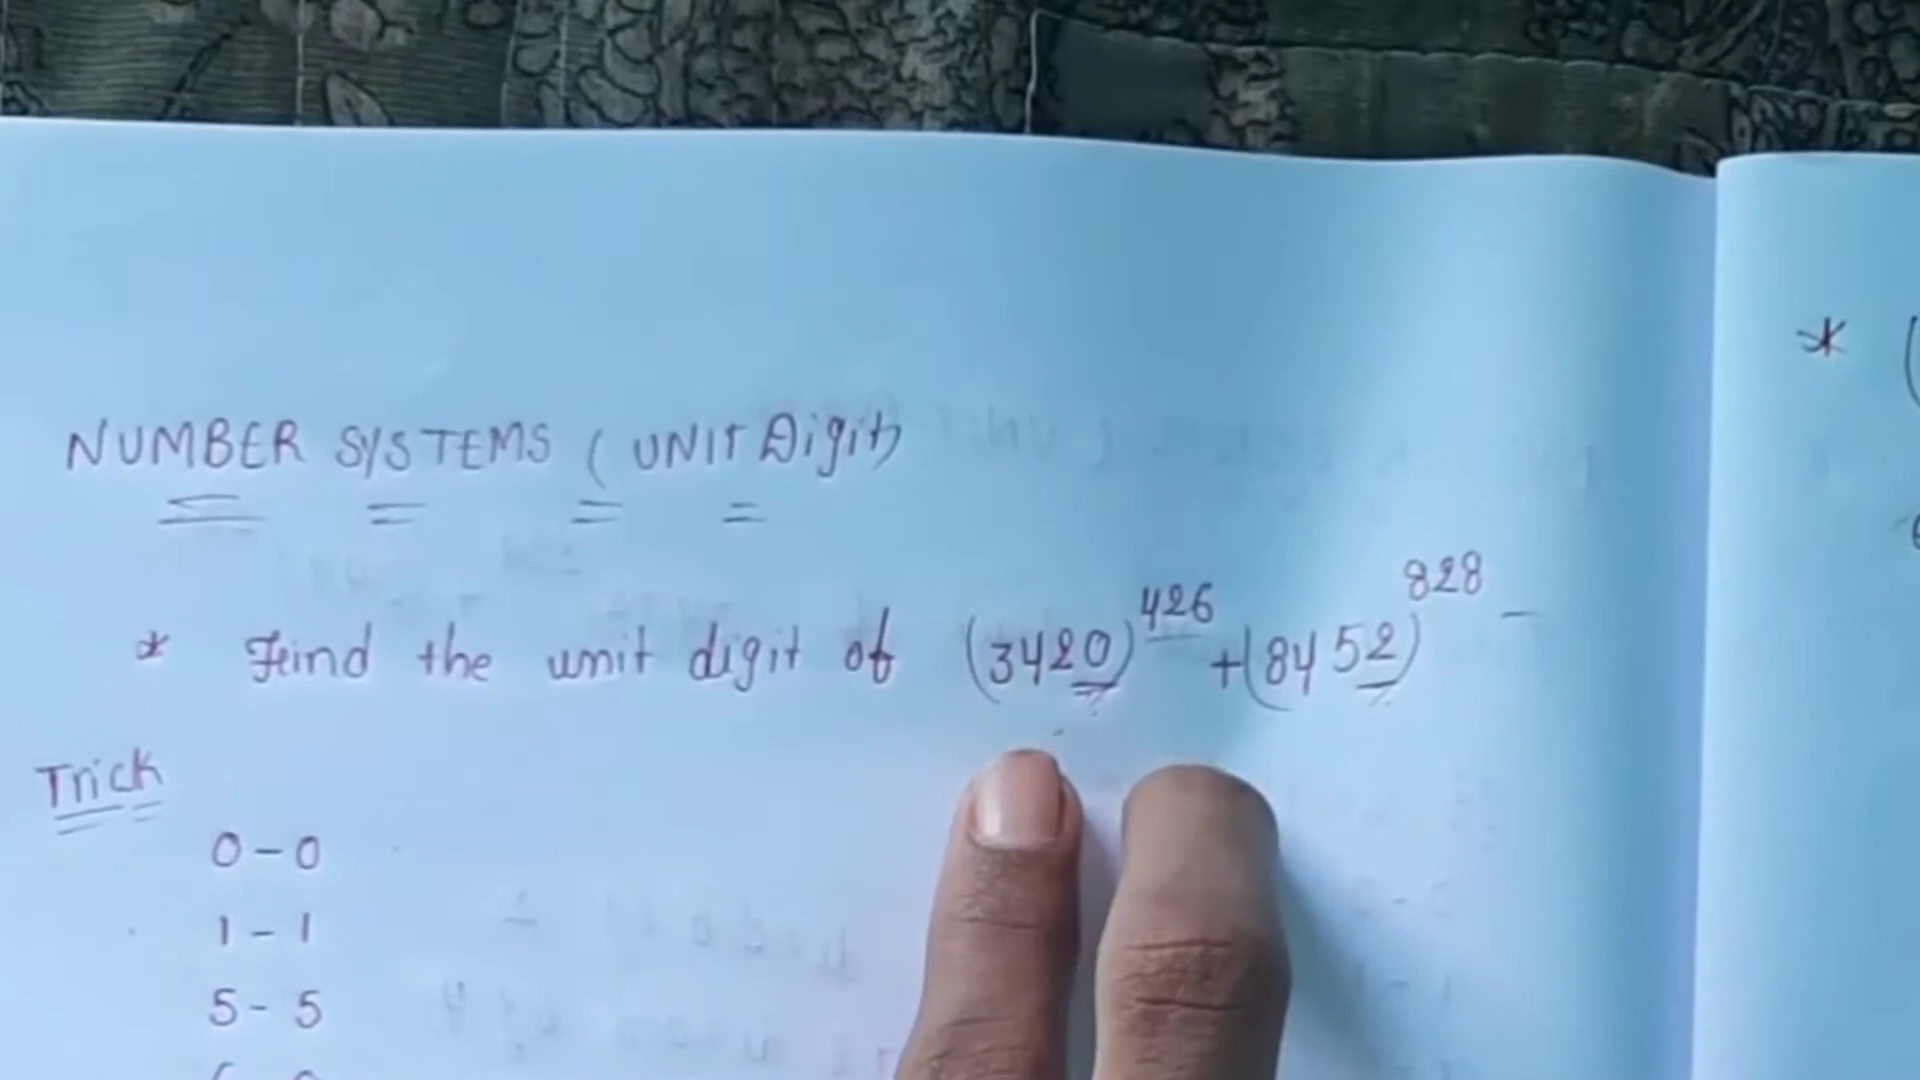 NUMBER SYSTEMS (UNIT Digit)
* Find the unit digit of (3420)^426 + (8452)^828 -
Trick
0 - 0
1 - 1
5 - 5
*